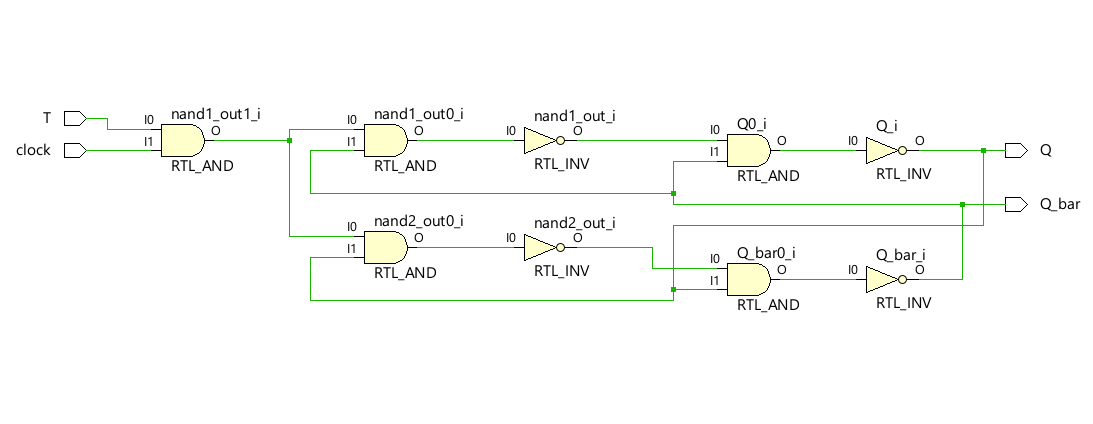 T
clock
I0
I1
nand1_out1_i
O
RTL_AND
I0
I1
nand1_out0_i
O
RTL_AND
I0
nand1_out_i
O
RTL_INV
I0
I1
Q0_i
O
RTL_AND
I0
Q_i
O
RTL_INV
Q
Q_bar
I0
I1
nand2_out0_i
O
RTL_AND
I0
nand2_out_i
O
RTL_INV
I0
I1
Q_bar0_i
O
RTL_AND
I0
Q_bar_i
O
RTL_INV